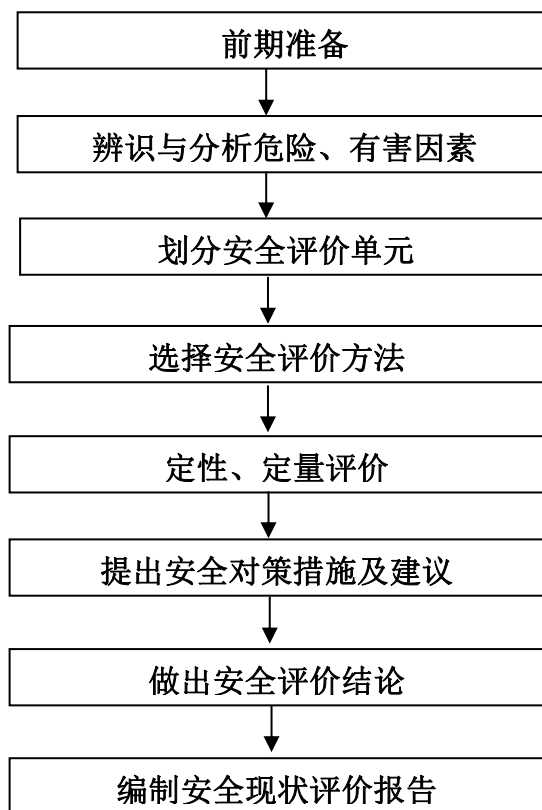 前期准备
辨识与分析危险、有害因素
划分安全评价单元
选择安全评价方法
定性、定量评价
提出安全对策措施及建议
做出安全评价结论
编制安全现状评价报告